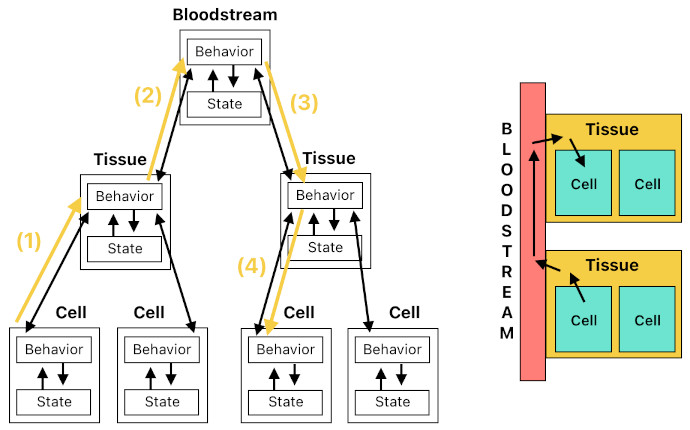 Bloodstream
Behavior
State
(2)
(3)
Tissue
Behavior
State
Tissue
Behavior
State
(1)
(4)
Cell
Behavior
State
Cell
Behavior
State
Cell
Behavior
State
Cell
Behavior
State
BLOODSTREAM
Tissue
Cell
Cell
Tissue
Cell
Cell